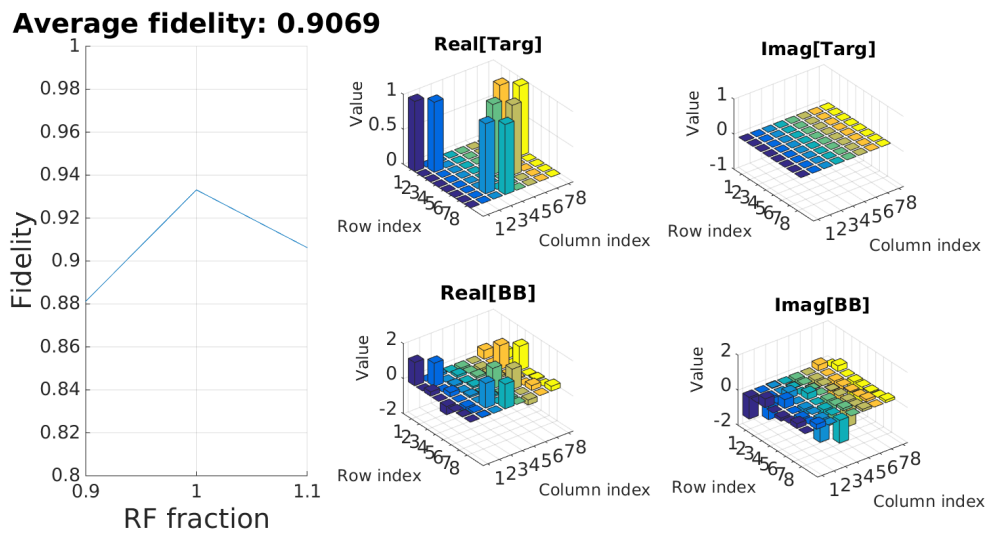 Average fidelity: 0.9069
1
0.98
0.96
0.94
0.92
0.9
0.88
0.86
0.84
0.82
0.8
Fidelity
0.9
1
1.1
RF fraction
Real[Targ]
Value
1
0.5
0
12345678
Row index
12345678
Column index
Imag[Targ]
Value
1
0
-1
12345678
Row index
12345678
Column index
Real[BB]
Value
2
0
-2
12345678
Row index
12345678
Column index
Imag[BB]
Value
2
0
-2
12345678
Row index
12345678
Column index